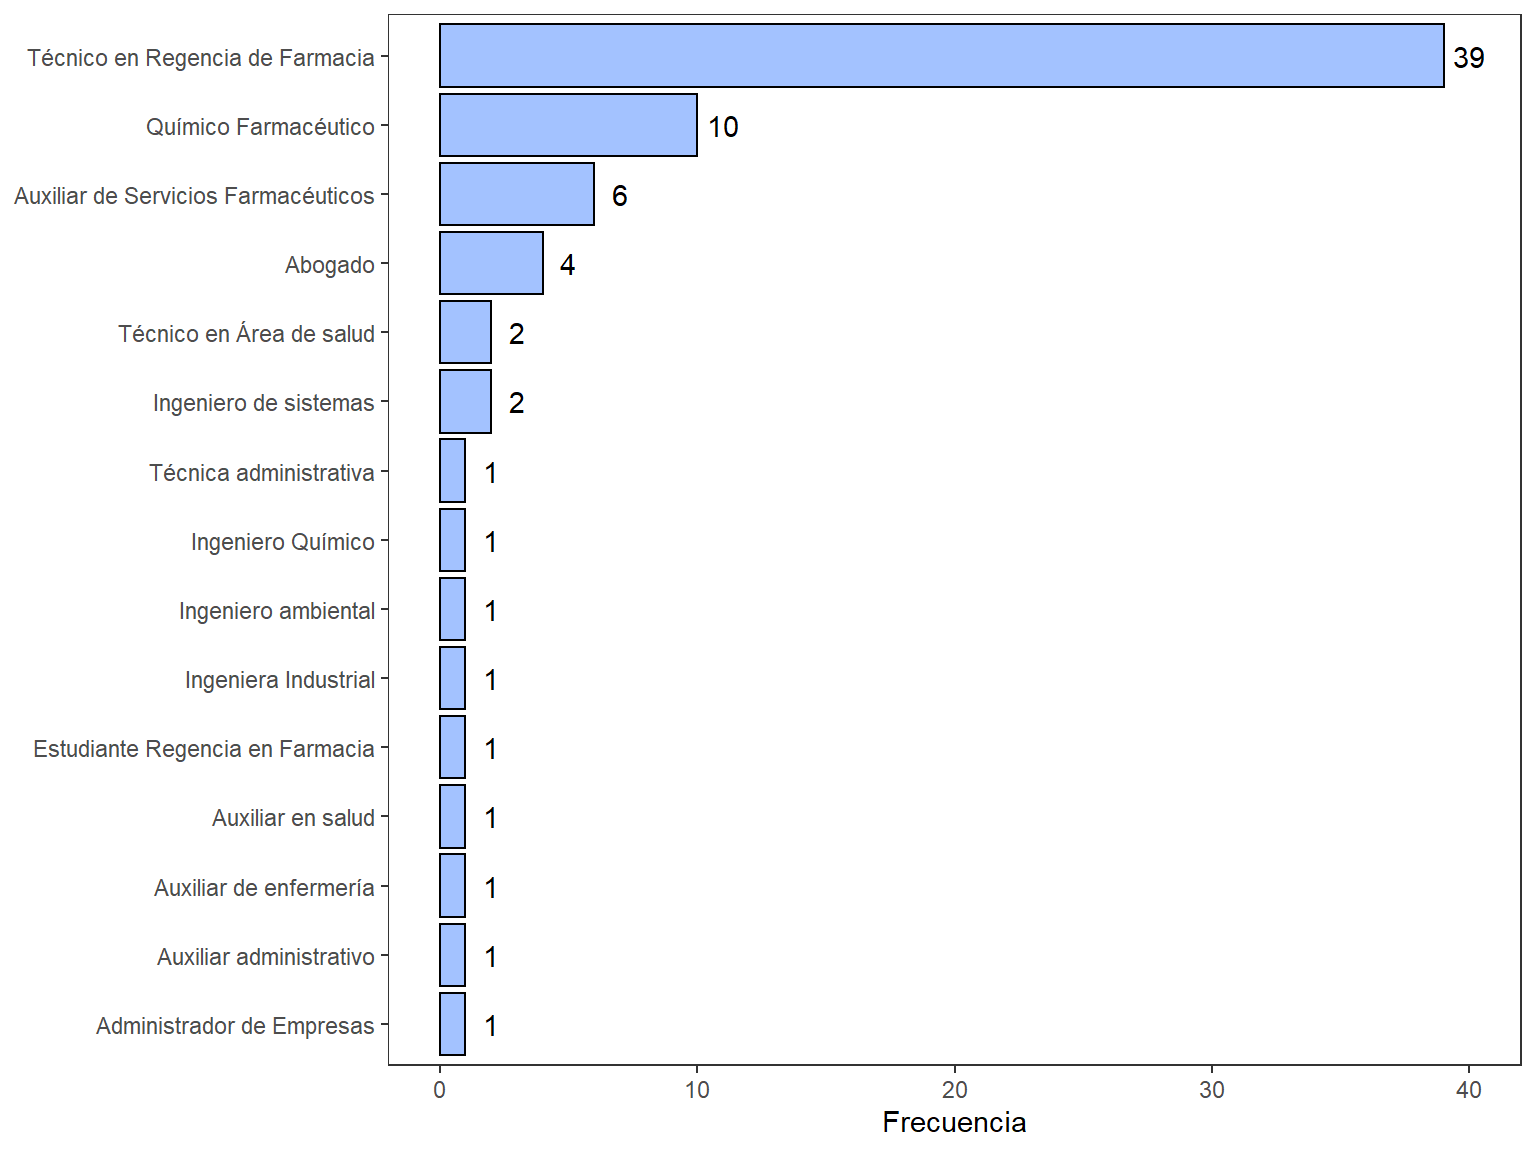 Técnico en Regencia de Farmacia 39
Químico Farmacéutico 10
Auxiliar de Servicios Farmacéuticos 6
Abogado 4
Técnico en Área de salud 2
Ingeniero de sistemas 2
Técnica administrativa 1
Ingeniero Químico 1
Ingeniero ambiental 1
Ingeniera Industrial 1
Estudiante Regencia en Farmacia 1
Auxiliar en salud 1
Auxiliar de enfermería 1
Auxiliar administrativo 1
Administrador de Empresas 1
0 10 20 30 40
Frecuencia